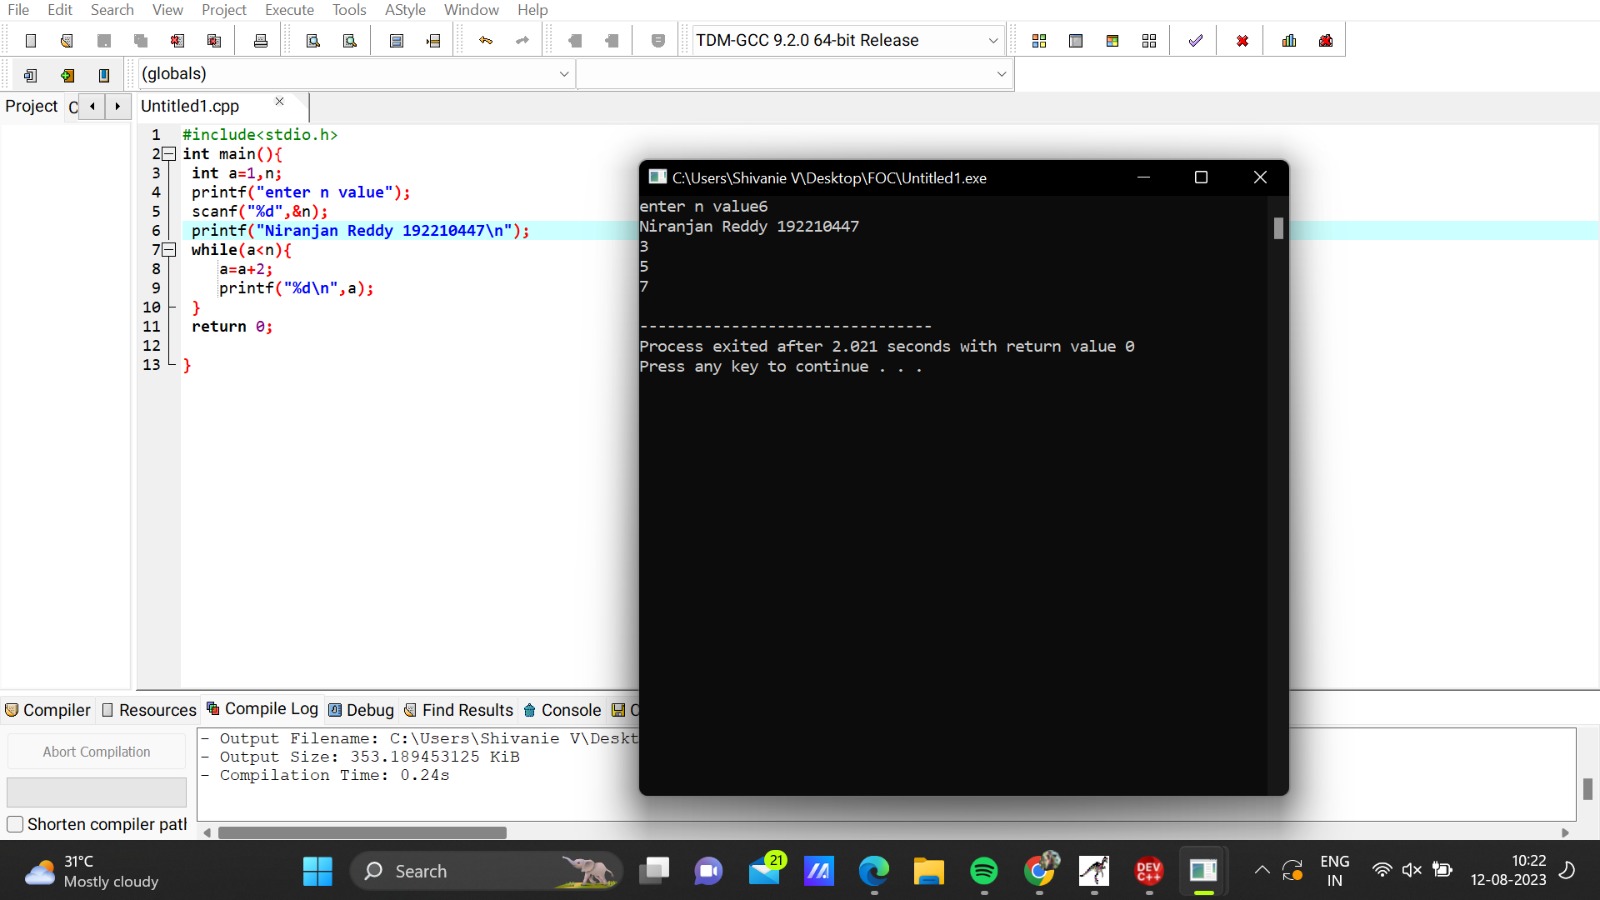 File Edit Search View Project Execute Tools AStyle Window Help
TDM-GCC 9.2.0 64-bit Release
(globals)
Project Untitled1.cpp
1 #include<stdio.h>
2 int main(){
3 int a=1,n;
4 printf("enter n value");
5 scanf("%d",&n);
6 printf("Niranjan Reddy 192210447\n");
7 while(a<n){
8 a=a+2;
9 printf("%d\n",a);
10 }
11 return 0;
12
13 }
C:\Users\Shivanie V\Desktop\FOC\Untitled1.exe
enter n value6
Niranjan Reddy 192210447
3
5
7
--------------------------------
Process exited after 2.021 seconds with return value 0
Press any key to continue . . .
Compiler Resources Compile Log Debug Find Results Console
Abort Compilation
Shorten compiler path
- Output Filename: C:\Users\Shivanie V\Deskt
- Output Size: 353.189453125 KiB
- Compilation Time: 0.24s
31°C
Mostly cloudy
Search
21
DEV
C++
ENG
IN
10:22
12-08-2023